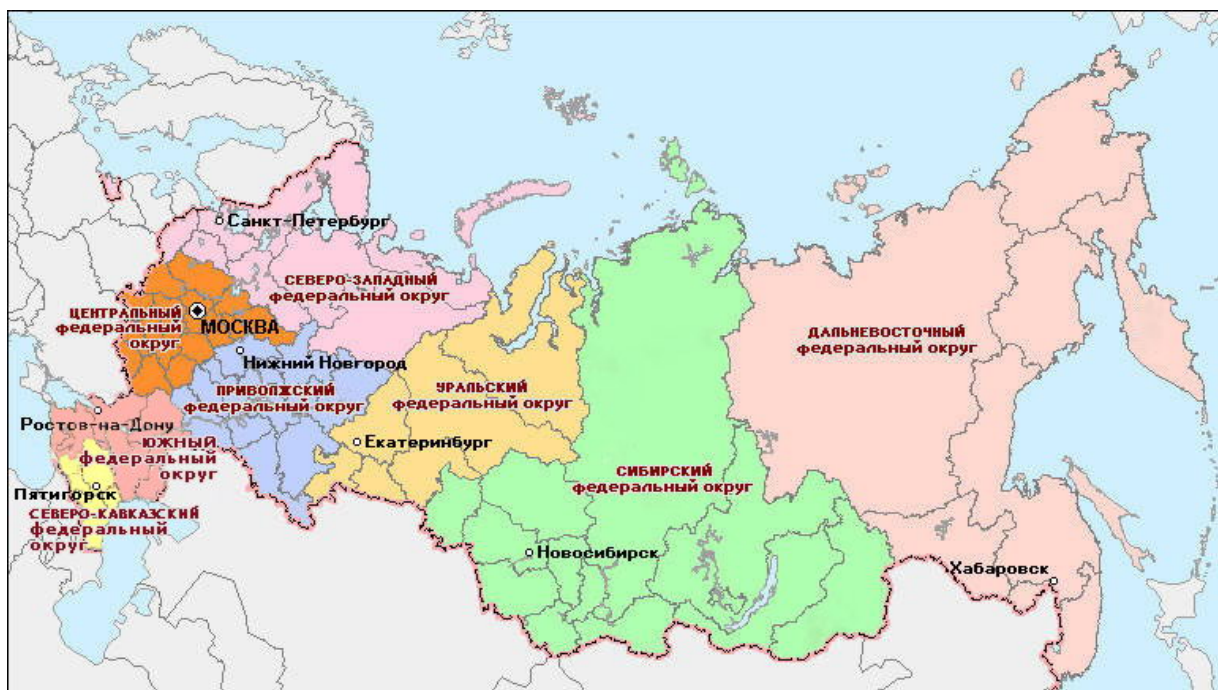 Санкт-Петербург
СЕВЕРО-ЗАПАДНЫЙ
федеральный округ
ЦЕНТРАЛЬНЫЙ
федеральный
округ
МОСКВА
Нижний Новгород
ПРИВОЛЖСКИЙ
федеральный округ
УРАЛЬСКИЙ
федеральный округ
ДАЛЬНЕВОСТОЧНЫЙ
федеральный округ
Ростов-на-Дону
ЮЖНЫЙ
федеральный
округ
Екатеринбург
СИБИРСКИЙ
федеральный округ
Пятигорск
СЕВЕРО-КАВКАЗСКИЙ
федеральный
округ
Новосибирск
Хабаровск